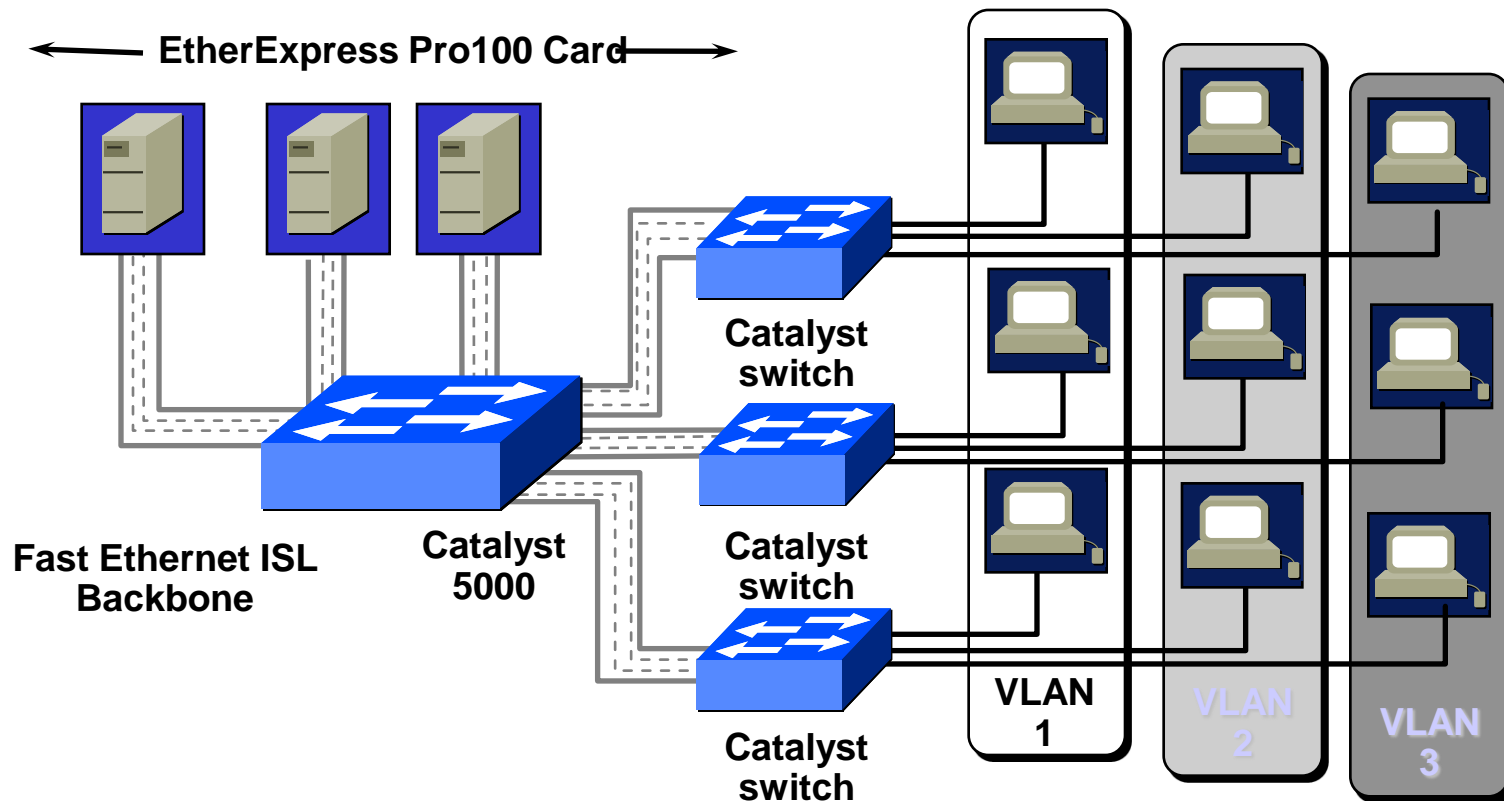 EtherExpress Pro100 Card
Catalyst
switch
Fast Ethernet ISL
Backbone
Catalyst
5000
Catalyst
switch
Catalyst
switch
VLAN
1
VLAN
2
VLAN
3